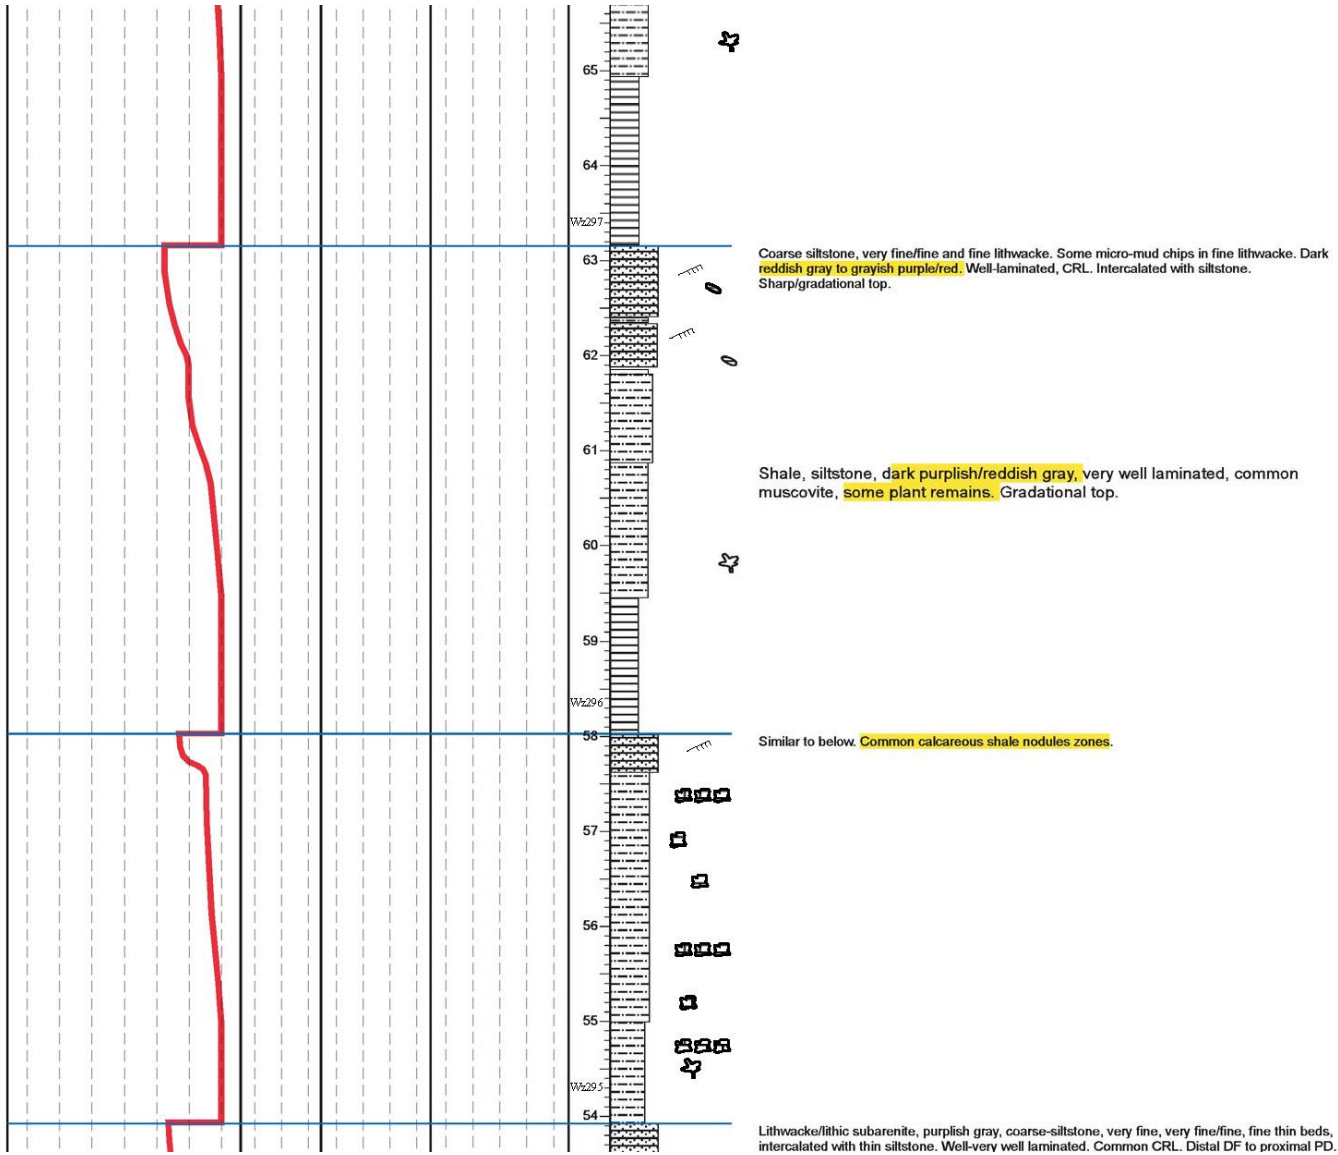 65
64
Wz297
63
Coarse siltstone, very fine/fine and fine lithwacke. Some micro-mud chips in fine lithwacke. Dark
reddish gray to grayish purple/red. Well-laminated, CRL. Intercalated with siltstone.
Sharp/gradational top.
62
61
Shale, siltstone, dark purplish/reddish gray, very well laminated, common
muscovite, some plant remains. Gradational top.
60
59
Wz296
58
Similar to below. Common calcareous shale nodules zones.
57
56
55
Wz295
54
Lithwacke/lithic subarenite, purplish gray, coarse-siltstone, very fine, very fine/fine, fine thin beds,
intercalated with thin siltstone. Well-very well laminated. Common CRL. Distal DF to proximal PD.